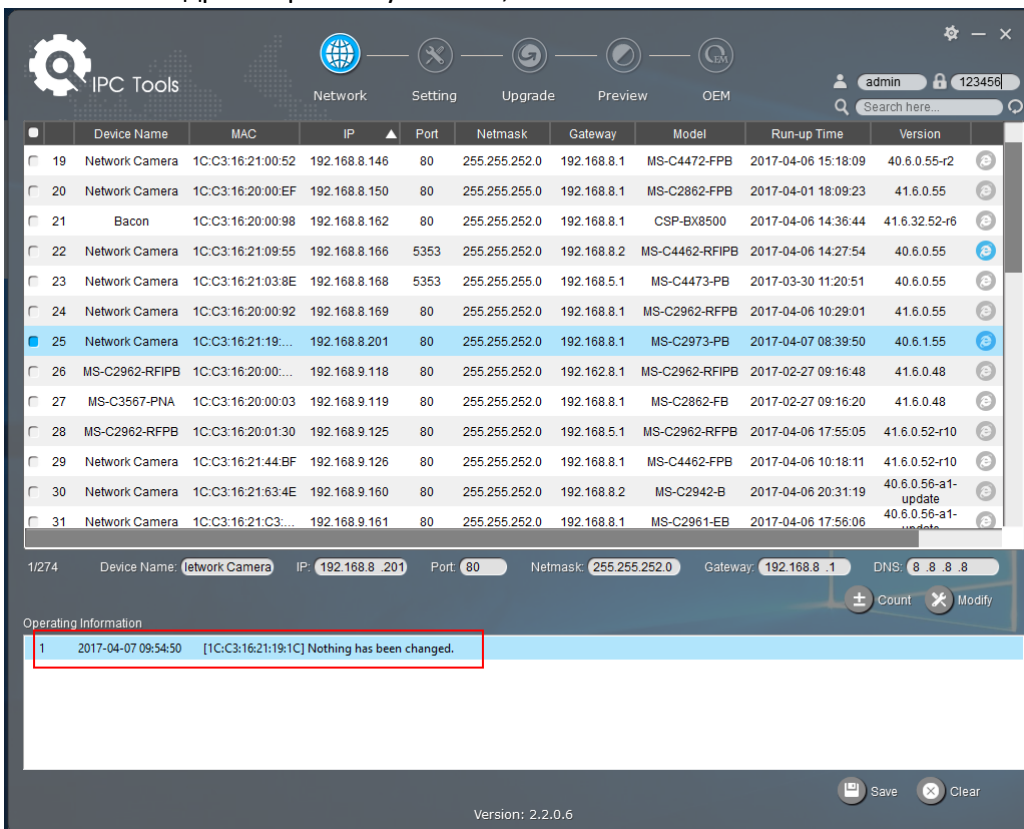 IPC Tools
Network Setting Upgrade Preview OEM
admin 123456
Search here...
Device Name MAC IP Port Netmask Gateway Model Run-up Time Version
19 Network Camera 1C:C3:16:21:00:52 192.168.8.146 80 255.255.252.0 192.168.8.1 MS-C4472-FPB 2017-04-06 15:18:09 40.6.0.55-r2
20 Network Camera 1C:C3:16:20:00:EF 192.168.8.150 80 255.255.255.0 192.168.8.1 MS-C2862-FPB 2017-04-01 18:09:23 41.6.0.55
21 Bacon 1C:C3:16:20:00:98 192.168.8.162 80 255.255.252.0 192.168.8.1 CSP-BX8500 2017-04-06 14:36:44 41.6.32.52-r6
22 Network Camera 1C:C3:16:21:09:55 192.168.8.166 5353 255.255.252.0 192.168.8.2 MS-C4462-RFIPB 2017-04-06 14:27:54 40.6.0.55
23 Network Camera 1C:C3:16:21:03:8E 192.168.8.168 5353 255.255.255.0 192.168.5.1 MS-C4473-PB 2017-03-30 11:20:51 40.6.0.55
24 Network Camera 1C:C3:16:20:00:92 192.168.8.169 80 255.255.255.0 192.168.8.1 MS-C2962-RFPB 2017-04-06 10:29:01 41.6.0.55
25 Network Camera 1C:C3:16:21:19:... 192.168.8.201 80 255.255.252.0 192.168.8.1 MS-C2973-PB 2017-04-07 08:39:50 40.6.1.55
26 MS-C2962-RFIPB 1C:C3:16:20:00:... 192.168.9.118 80 255.255.252.0 192.162.8.1 MS-C2962-RFIPB 2017-02-27 09:16:48 41.6.0.48
27 MS-C3567-PNA 1C:C3:16:20:00:03 192.168.9.119 80 255.255.252.0 192.168.8.1 MS-C2862-FB 2017-02-27 09:16:20 41.6.0.48
28 MS-C2962-RFPB 1C:C3:16:20:01:30 192.168.9.125 80 255.255.252.0 192.168.5.1 MS-C2962-RFPB 2017-04-06 17:55:05 41.6.0.52-r10
29 Network Camera 1C:C3:16:21:44:BF 192.168.9.126 80 255.255.252.0 192.168.8.1 MS-C4462-FPB 2017-04-06 10:18:11 41.6.0.52-r10
30 Network Camera 1C:C3:16:21:63:4E 192.168.9.160 80 255.255.252.0 192.168.8.2 MS-C2942-B 2017-04-06 20:31:19 40.6.0.56-a1-
update
31 Network Camera 1C:C3:16:21:C3:... 192.168.9.161 80 255.255.252.0 192.168.8.1 MS-C2961-EB 2017-04-06 17:56:06 40.6.0.56-a1-
1/274 Device Name: letwork Camera IP: 192.168.8 .201 Port: 80 Netmask: 255.255.252.0 Gateway: 192.168.8 .1 DNS: 8 .8 .8 .8
Count Modify
Operating Information
1 2017-04-07 09:54:50 [1C:C3:16:21:19:1C] Nothing has been changed.
Save Clear
Version: 2.2.0.6